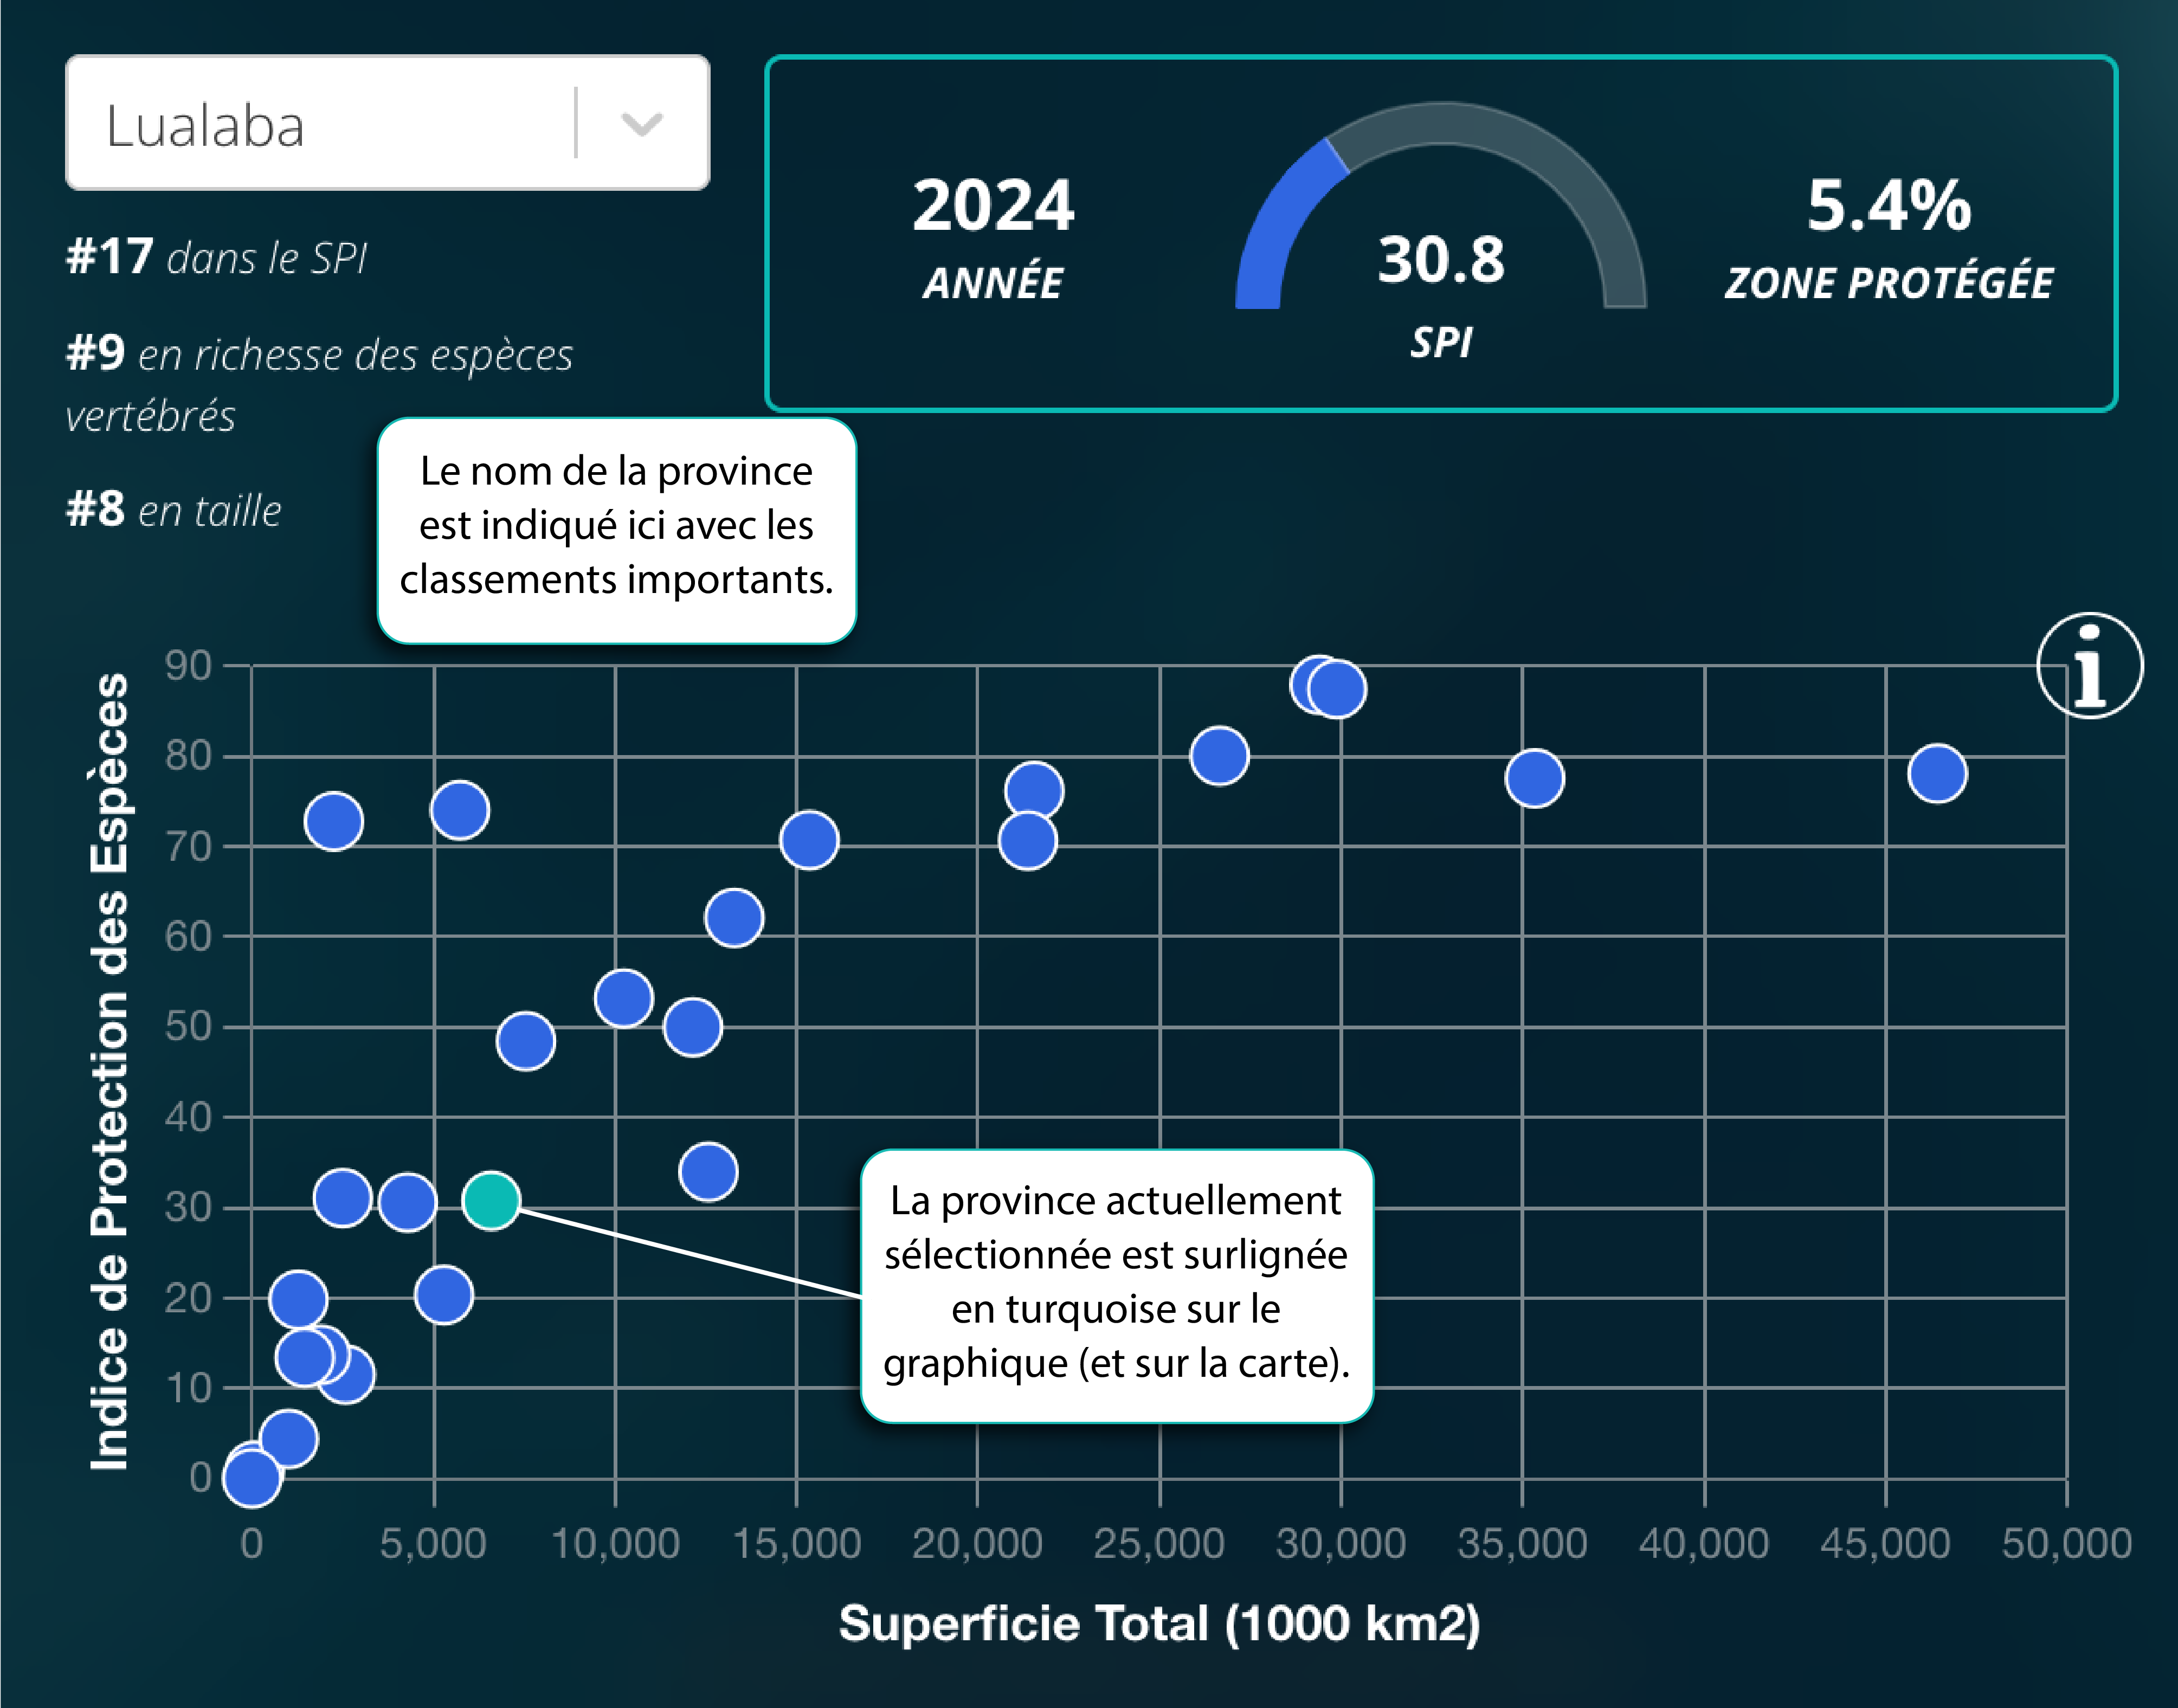 Lualaba
#17 dans le SPI
#9 en richesse des espèces
vertébrés
#8 en taille
2024
ANNÉE
30.8
SPI
5.4%
ZONE PROTÉGÉE
Le nom de la province
est indiqué ici avec les
classements importants.
i
Indice de Protection des Espèces
90
80
70
60
50
40
30
20
10
0
La province actuellement
sélectionnée est surlignée
en turquoise sur le
graphique (et sur la carte).
0 5,000 10,000 15,000 20,000 25,000 30,000 35,000 40,000 45,000 50,000
Superficie Total (1000 km2)